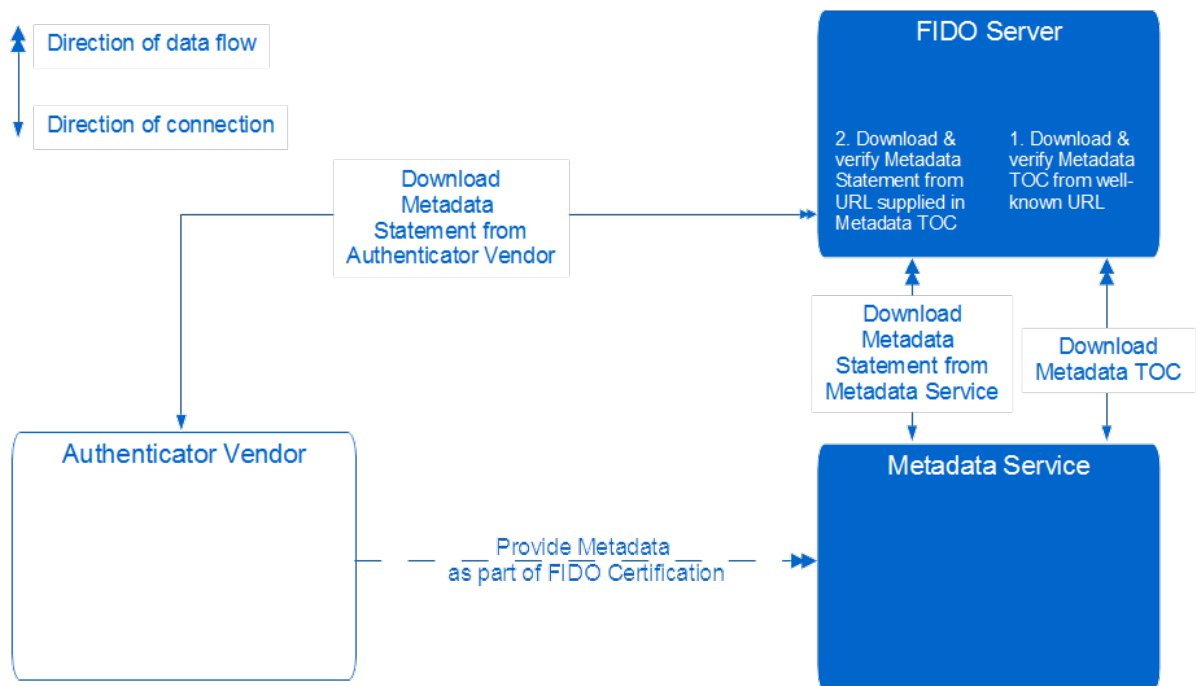 Direction of data flow
Direction of connection
FIDO Server
2. Download &
verify Metadata
Statement from
URL supplied in
Metadata TOC
1. Download &
verify Metadata
TOC from well-
known URL
Download
Metadata
Statement from
Authenticator Vendor
Download
Metadata
Statement from
Metadata Service
Download
Metadata TOC
Authenticator Vendor
Metadata Service
Provide Metadata
as part of FIDO Certification